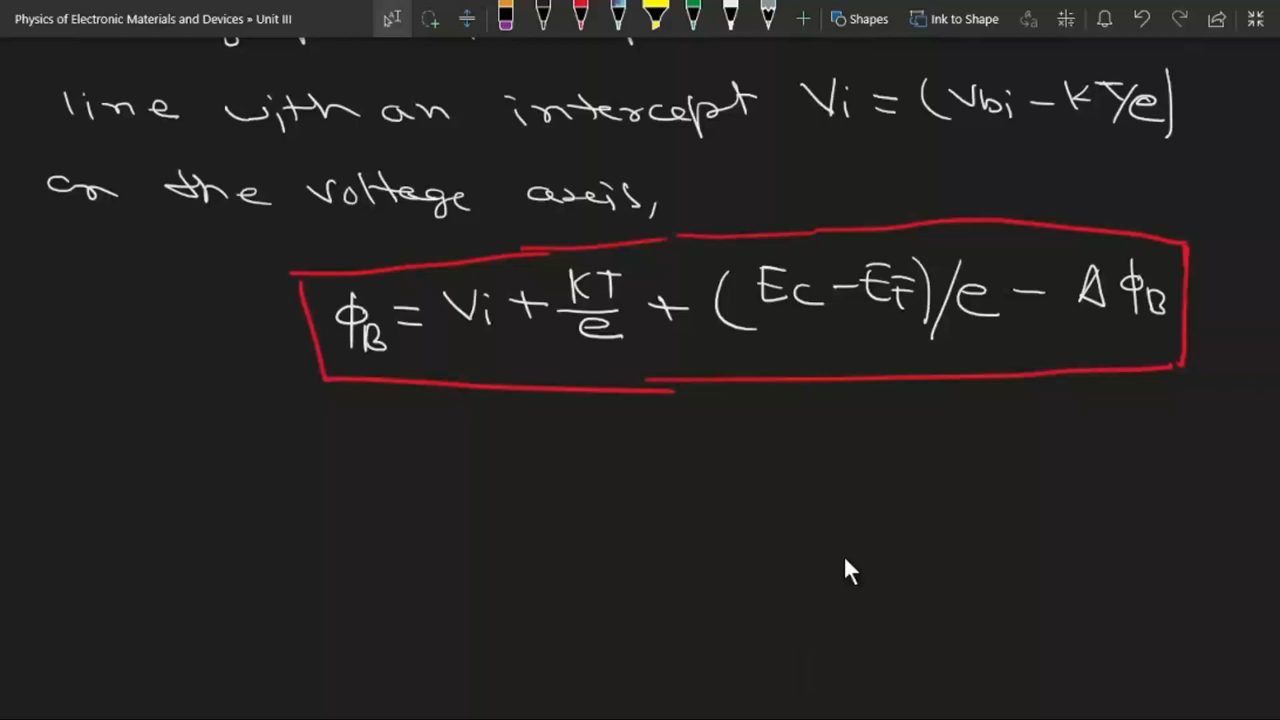 Physics of Electronic Materials and Devices » Unit III
Shapes
Ink to Shape
line with an intercept Vi = (Vbi - KT/e)
on the voltage axis,
ϕB = Vi + KT/e + (EC - EF)/e - Δ ϕB